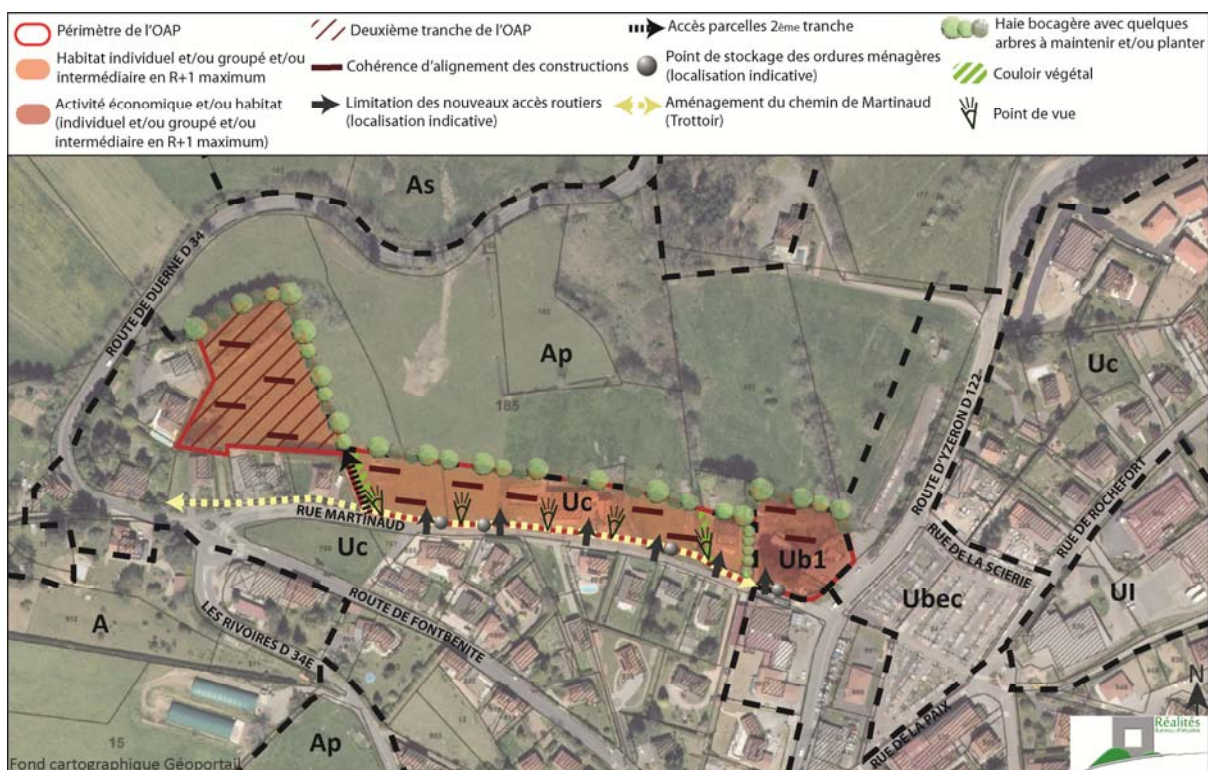 Périmètre de l'OAP
Habitat individuel et/ou groupé et/ou
intermédiaire en R+1 maximum
Activité économique et/ou habitat
(individuel et/ou groupé et/ou
intermédiaire en R+1 maximum)
Deuxième tranche de l'OAP
Cohérence d'alignement des constructions
Limitation des nouveaux accès routiers
(localisation indicative)
Accès parcelles 2ème tranche
Point de stockage des ordures ménagères
(localisation indicative)
Aménagement du chemin de Martinaud
(Trottoir)
Haie bocagère avec quelques
arbres à maintenir et/ou planter
Couloir végétal
Point de vue
As
ROUTE DE DUERNE D 34
Ap
185
Uc
ROUTE D'YZERON D 122
RUE DE ROCHEFORT
RUE DE LA SCIERIE
Uc
RUE MARTINAUD
Uc
Ub1
Ubec
UI
A
ROUTE DE FONTBENITE
LES RIVOIRES D 34E
RUE DE LA PAIX
N
15
Ap
Réalités
Bureau d'études
Fond cartographique Géoportail